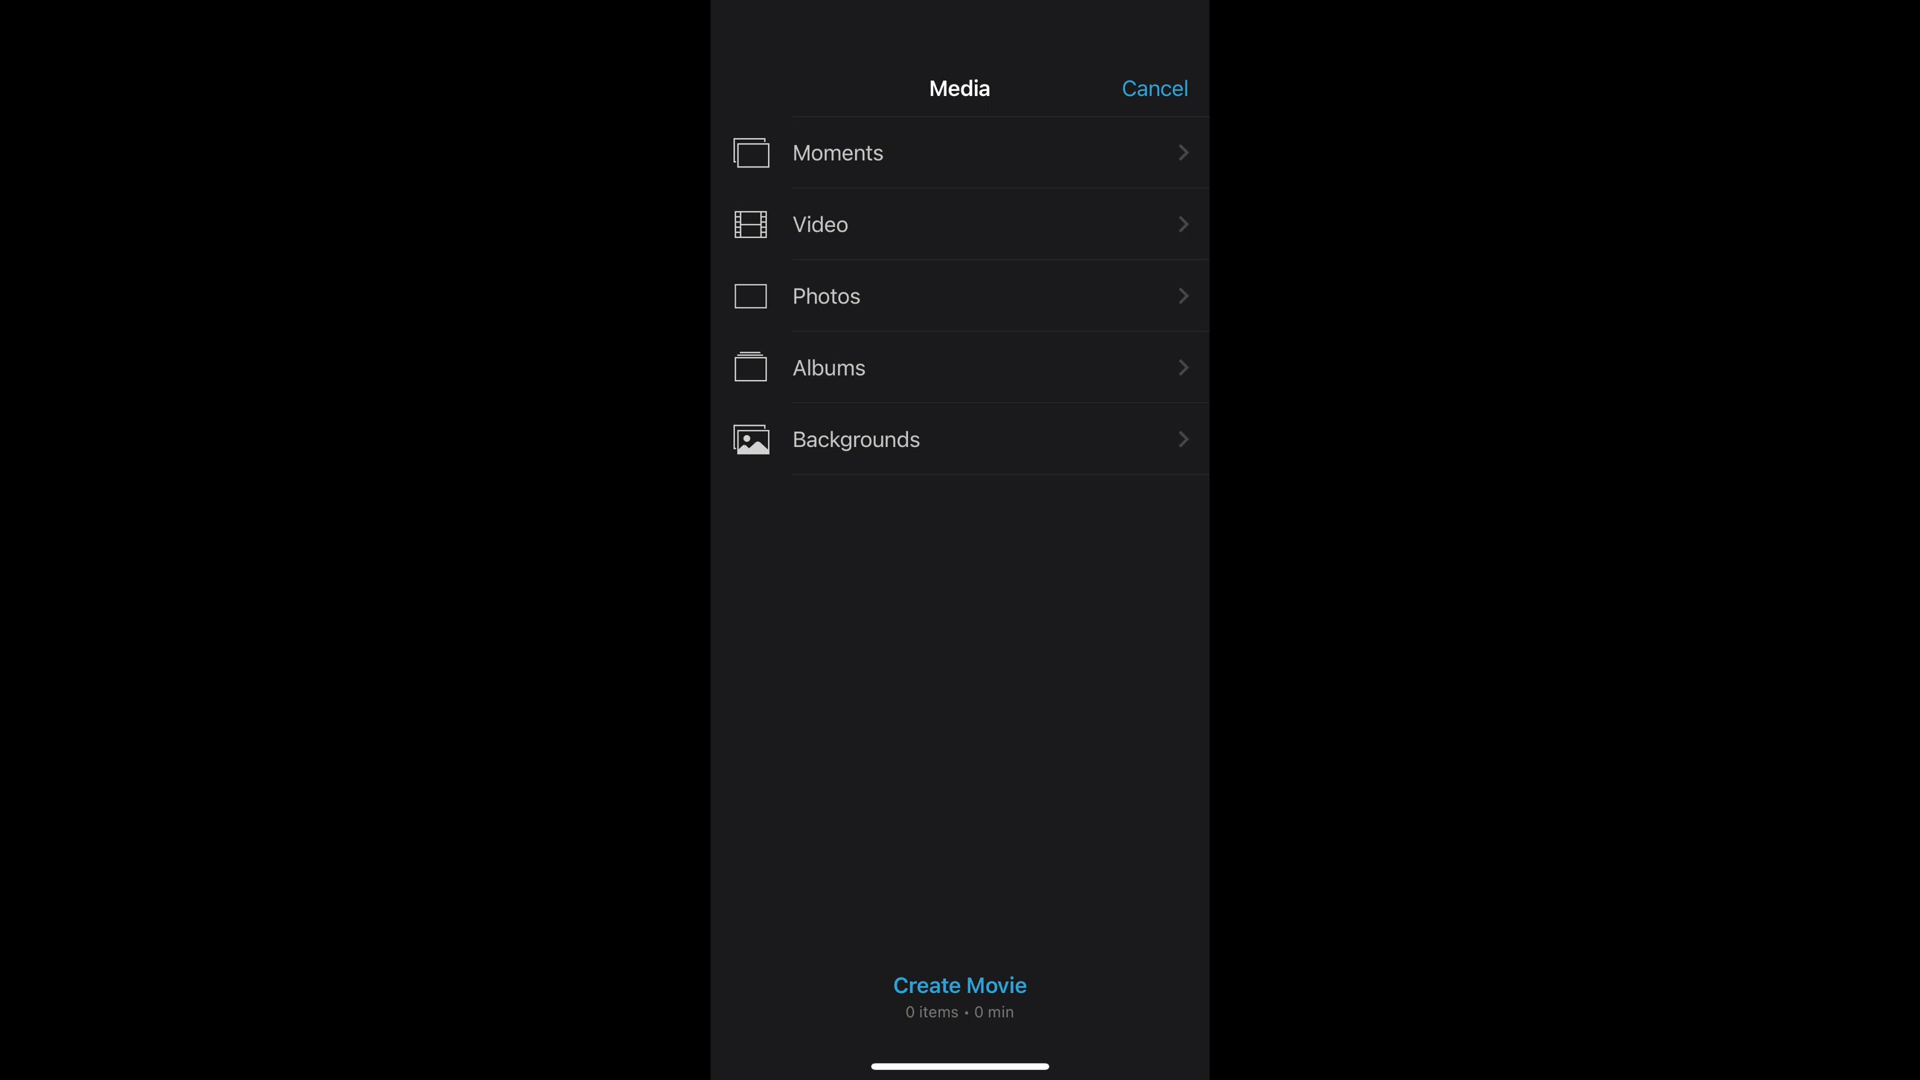 Media
Cancel
Moments
Video
Photos
Albums
Backgrounds
Create Movie
0 items • 0 min